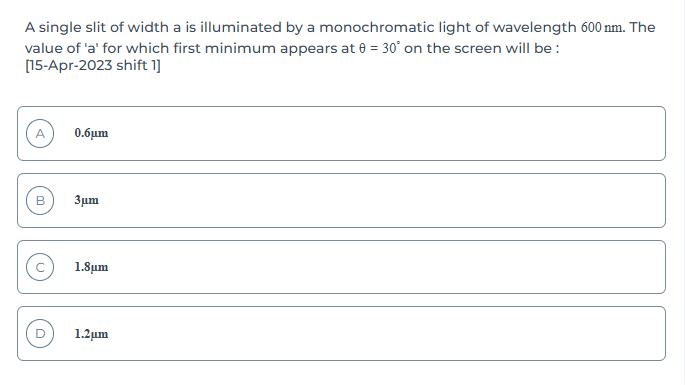 A single slit of width a is illuminated by a monochromatic light of wavelength 600 nm. The
value of 'a' for which first minimum appears at θ = 30° on the screen will be :
[15-Apr-2023 shift 1]
A 0.6μm
B 3μm
C 1.8μm
D 1.2μm